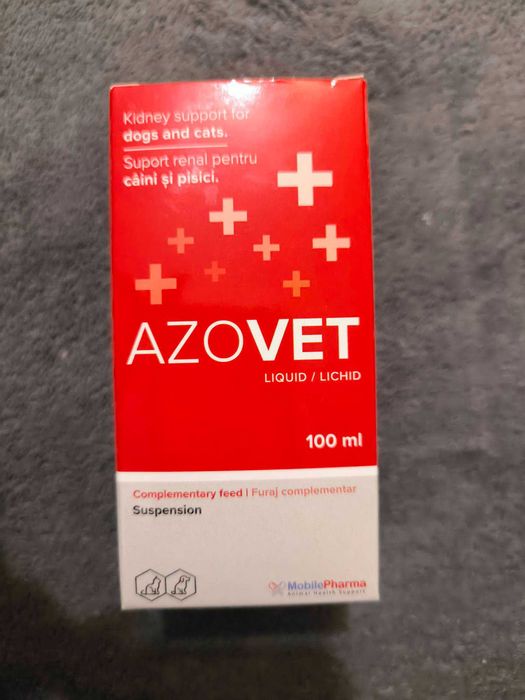 Kidney support for
dogs and cats.
Suport renal pentru
câini și pisici.
AZOVET
LIQUID / LICHID
100 ml
Complementary feed | Furaj complementar
Suspension
MobilePharma
Animal Health Support